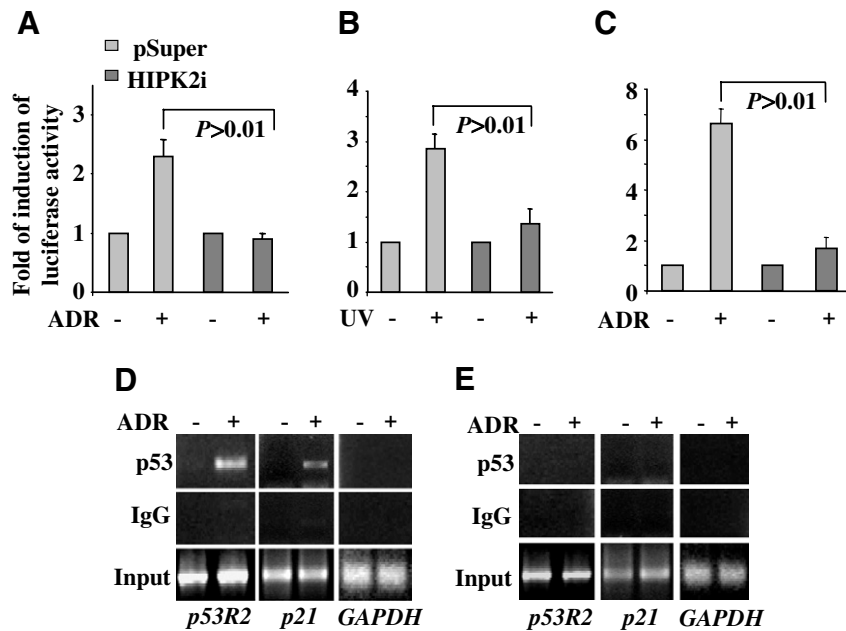 A
B
C
pSuper
HIPK2i
Fold of induction of
luciferase activity
3
2
1
0
P>0.01
ADR - + - +
4
3
2
1
0
P>0.01
UV - + - +
8
6
4
2
0
P>0.01
ADR - + - +
D
ADR - + - + - +
p53
IgG
Input
p53R2 p21 GAPDH
E
ADR - + - + - +
p53
IgG
Input
p53R2 p21 GAPDH